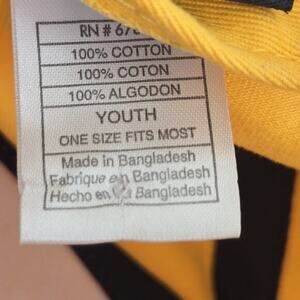 RN #
100% COTTON
100% COTON
100% ALGODON
YOUTH
ONE SIZE FITS MOST
Made in Bangladesh
Fabrique en Bangladesh
Hecho en Bangladesh